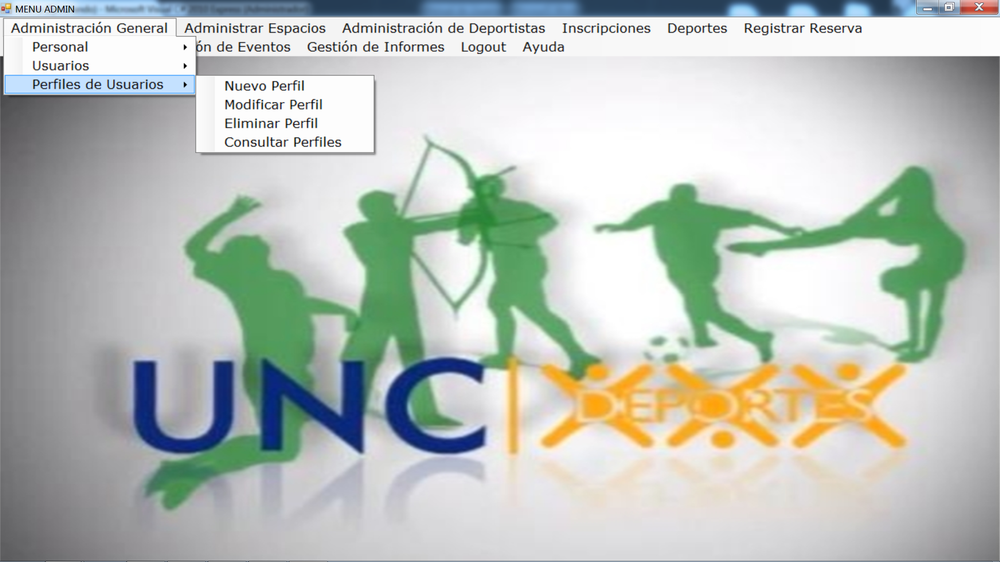 MENU ADMIN
Administración General Administrar Espacios Administración de Deportistas Inscripciones Deportes Registrar Reserva
ón de Eventos Gestión de Informes Logout Ayuda
Personal
Usuarios
Perfiles de Usuarios
Nuevo Perfil
Modificar Perfil
Eliminar Perfil
Consultar Perfiles
UNC DEPORTES